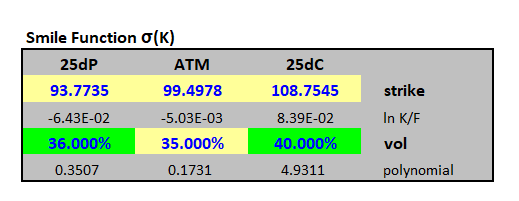 Smile Function σ(K)
25dP ATM 25dC
93.7735 99.4978 108.7545 strike
-6.43E-02 -5.03E-03 8.39E-02 ln K/F
36.000% 35.000% 40.000% vol
0.3507 0.1731 4.9311 polynomial